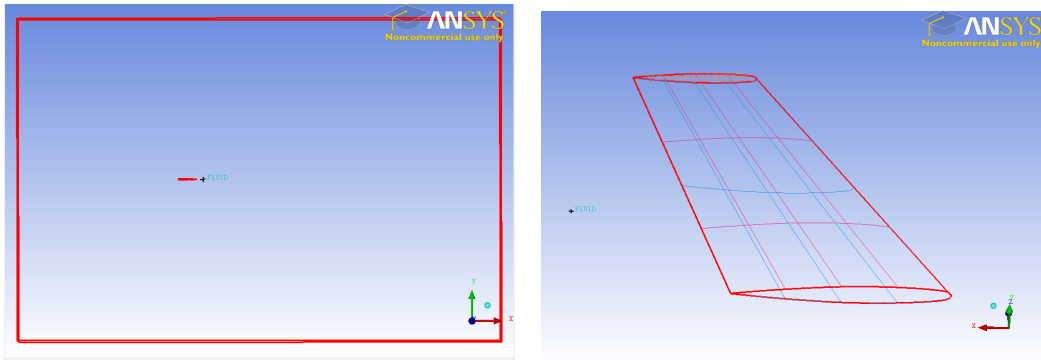 ANSYS
Noncommercial use only
FLUID
Y
X
ANSYS
Noncommercial use only
FLUID
X
Z